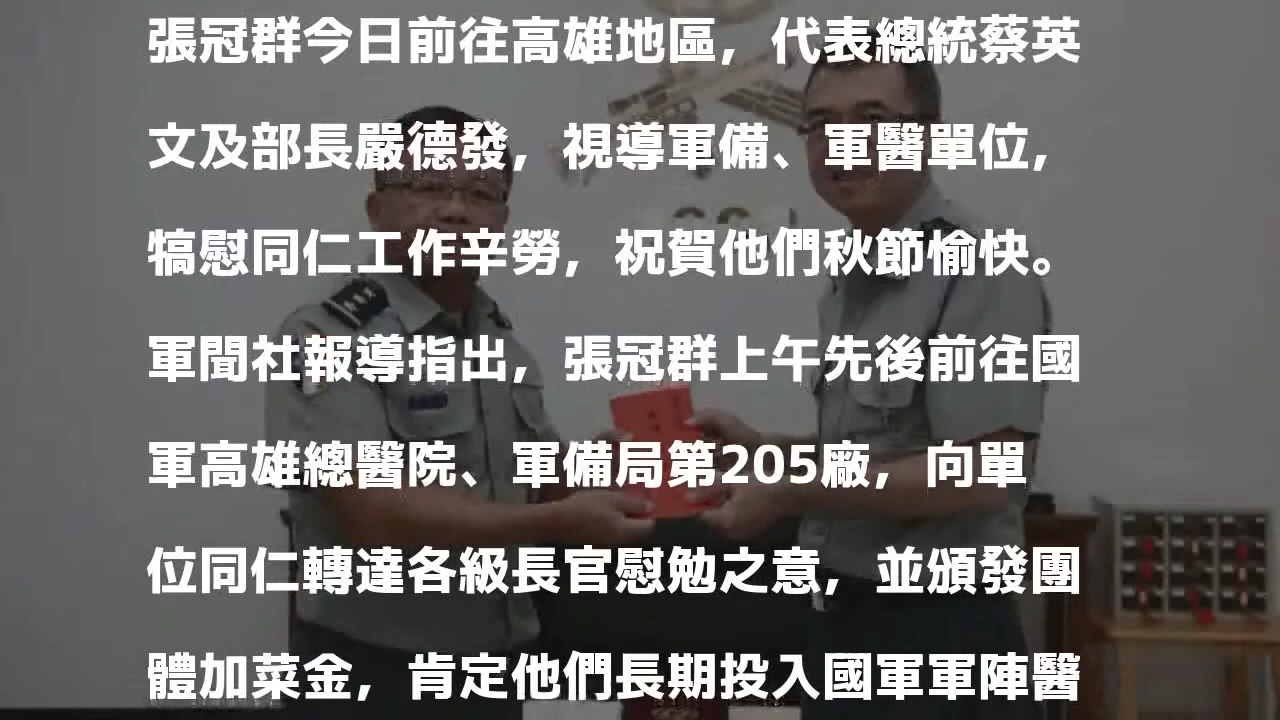 張冠群今日前往高雄地區，代表總統蔡英
文及部長嚴德發，視導軍備、軍醫單位，
犒慰同仁工作辛勞，祝賀他們秋節愉快。
軍聞社報導指出，張冠群上午先後前往國
軍高雄總醫院、軍備局第205廠，向單
位同仁轉達各級長官慰勉之意，並頒發團
體加菜金，肯定他們長期投入國軍軍陣醫